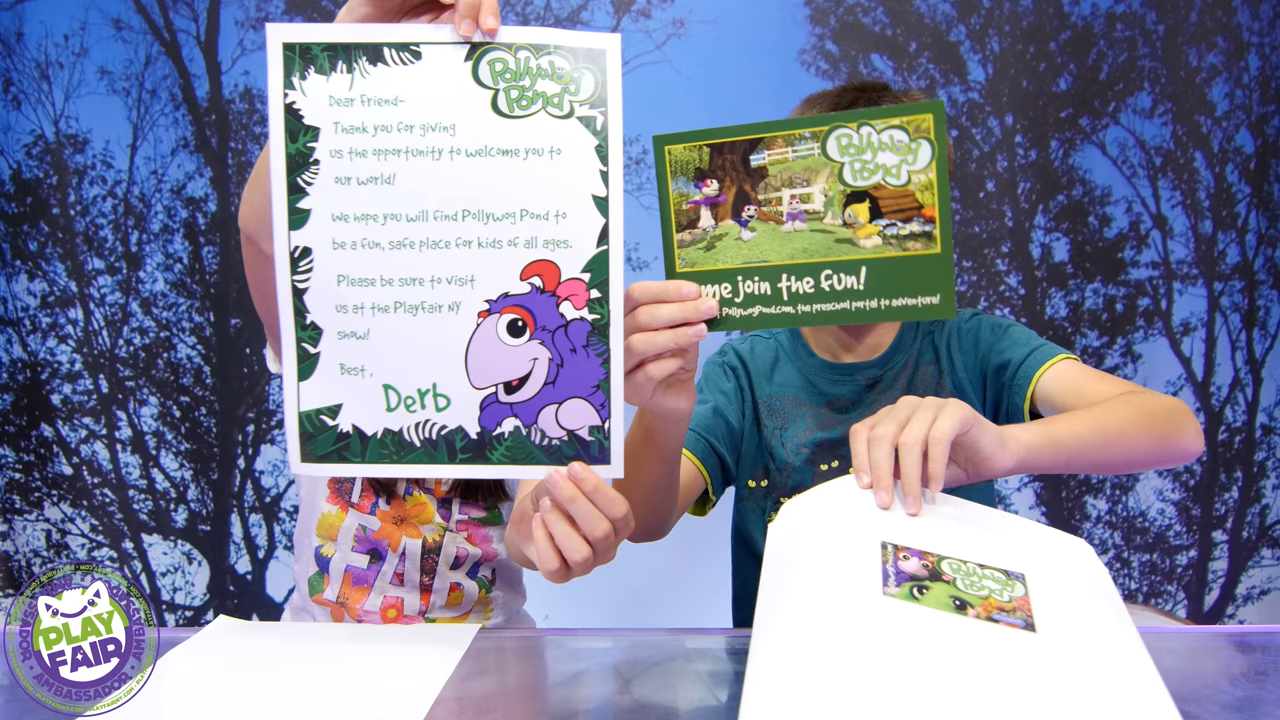 Pollywog
Pond
Dear Friend-
Thank you for giving
us the opportunity to welcome you to
our world!
We hope you will find Pollywog Pond to
be a fun, safe place for kids of all ages.
Please be sure to visit
us at the PlayFair NY
show!
Best,
Derb
Pollywog
Pond
me join the fun!
PollywogPond.com, the preschool portal to adventure!
FAB
Pollywog
Pond
PLAY
FAIR
AMBASSADOR
PLAYFAIRNY.COM